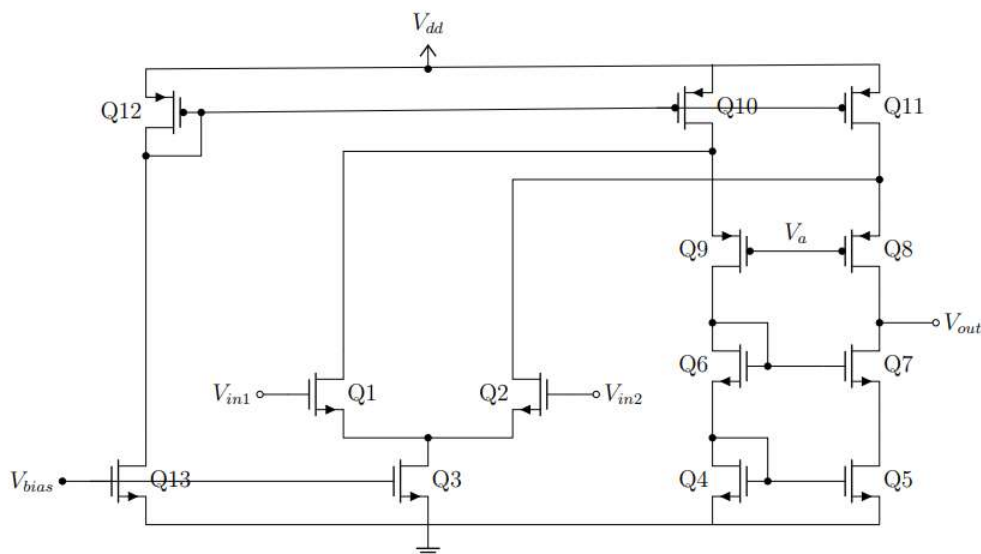 V_dd
Q12
Q10
Q11
Q9
V_a
Q8
V_out
Q6
Q7
V_in1
Q1
Q2
V_in2
V_bias
Q13
Q3
Q4
Q5